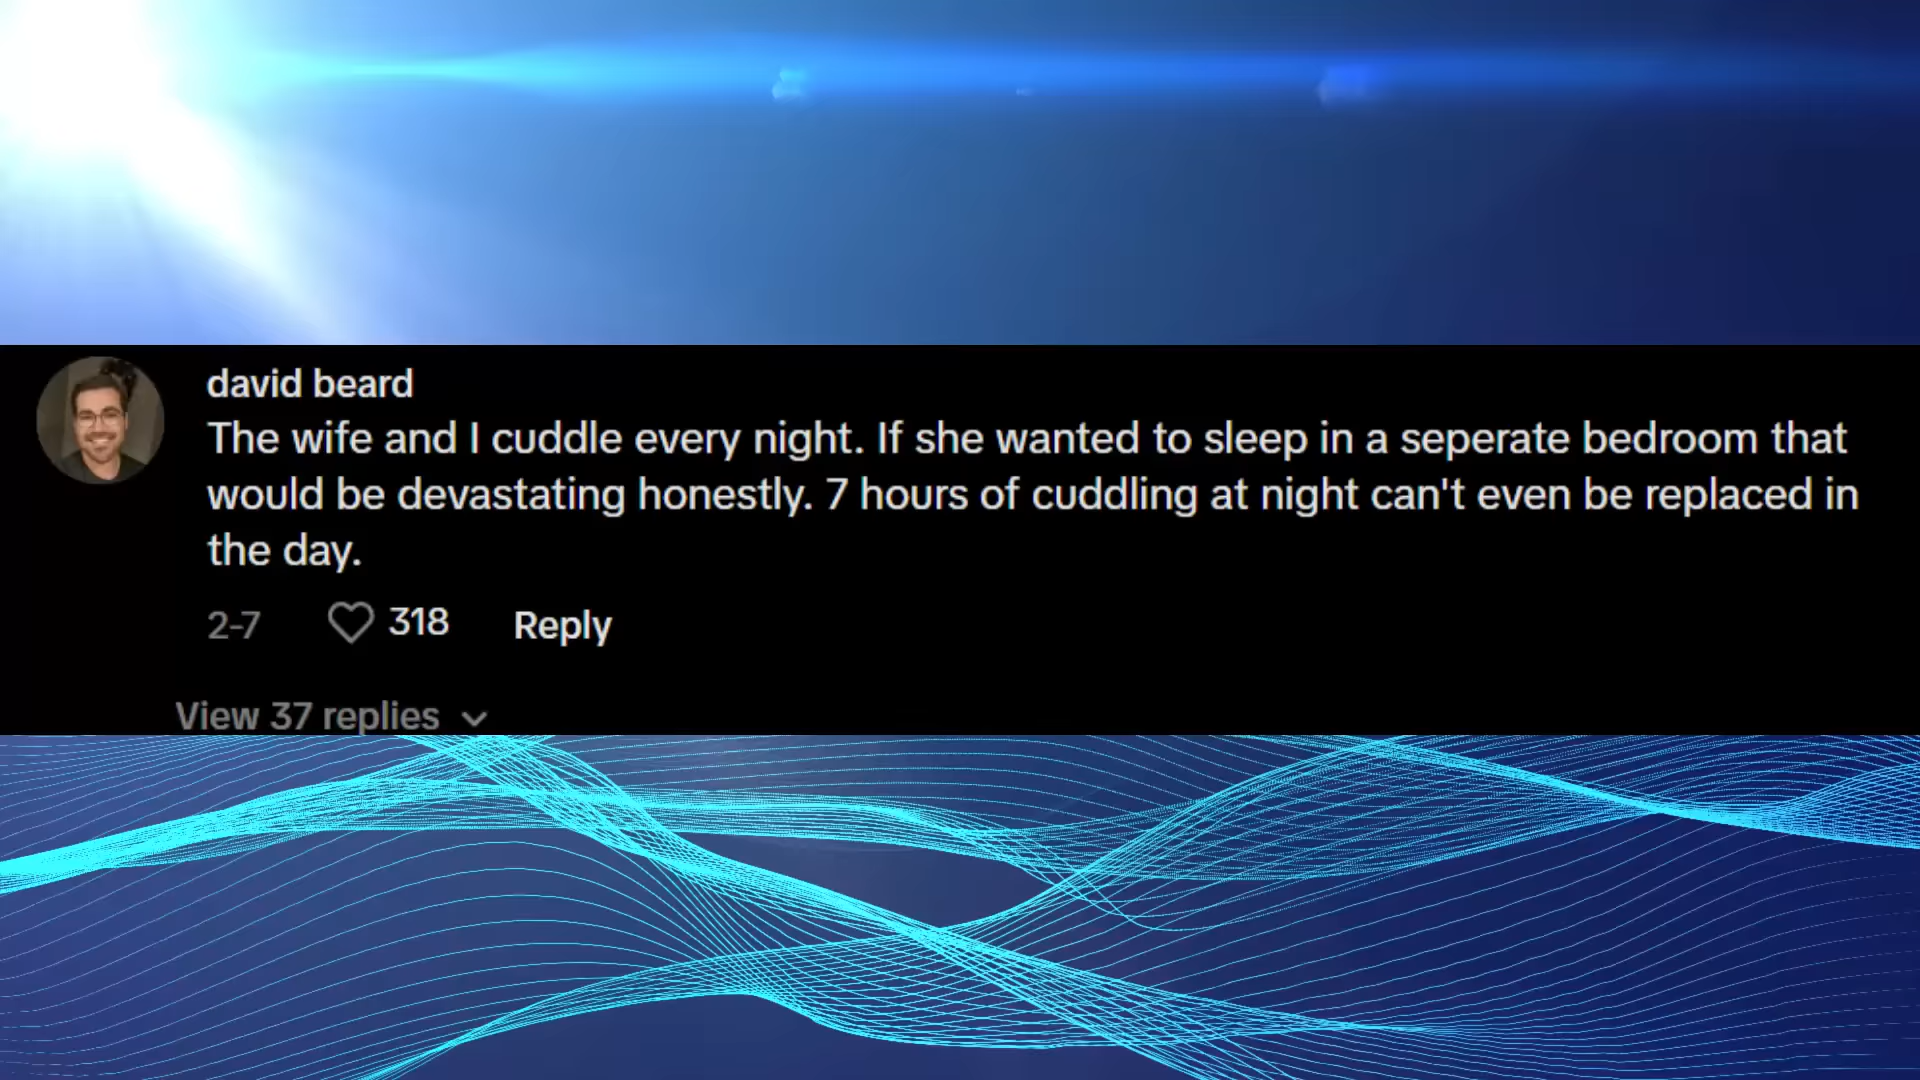 david beard
The wife and I cuddle every night. If she wanted to sleep in a seperate bedroom that
would be devastating honestly. 7 hours of cuddling at night can't even be replaced in
the day.
2-7 318 Reply
View 37 replies